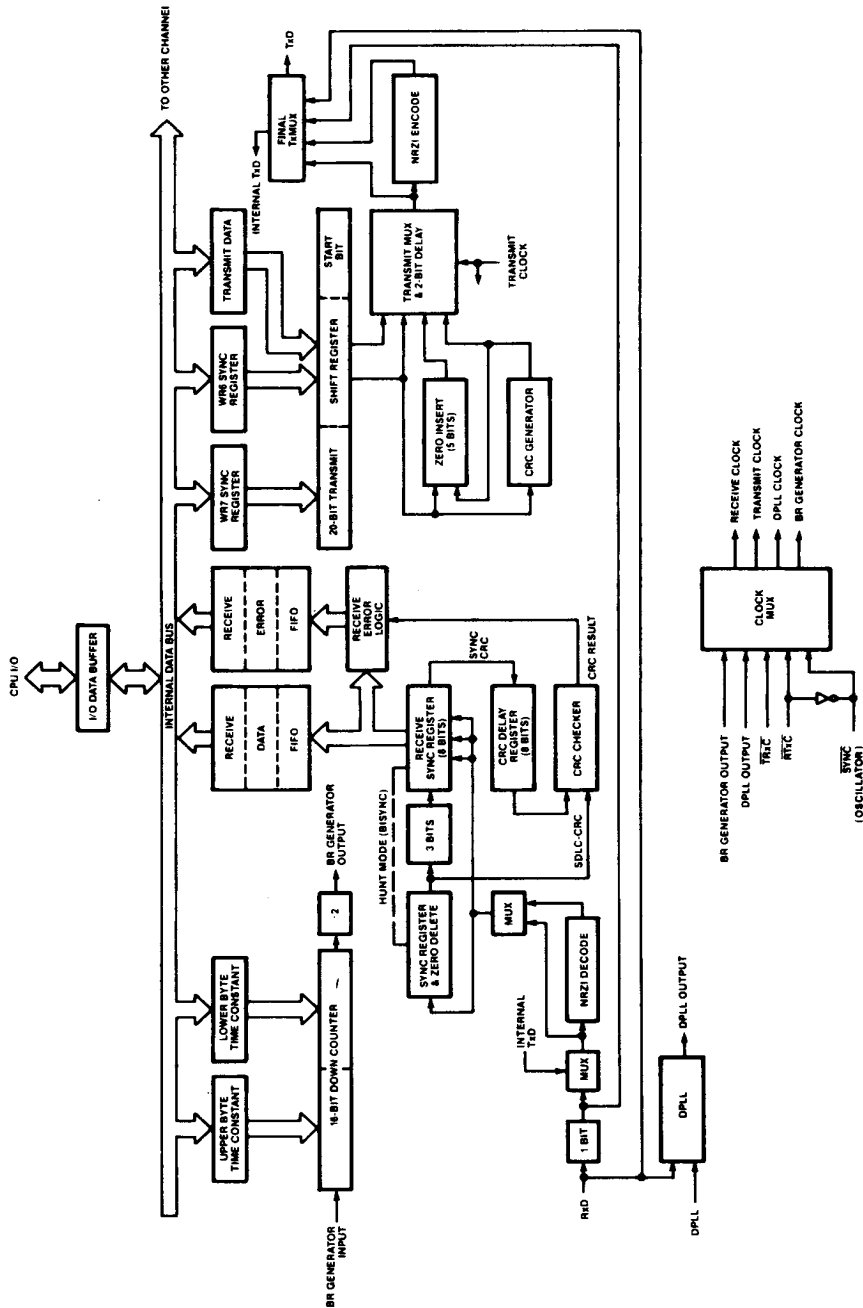 CPU I/O
I/O DATA BUFFER
INTERNAL DATA BUS
TO OTHER CHANNEL
UPPER BYTE
TIME CONSTANT
LOWER BYTE
TIME CONSTANT
16-BIT DOWN COUNTER
BR GENERATOR
INPUT
2
BR GENERATOR
OUTPUT
RECEIVE
DATA
FIFO
RECEIVE
ERROR
FIFO
RECEIVE
ERROR
LOGIC
WR7 SYNC
REGISTER
WR6 SYNC
REGISTER
TRANSMIT DATA
20-BIT TRANSMIT
SHIFT REGISTER
START
BIT
INTERNAL TxD
FINAL
TxMUX
TxD
NRZI ENCODE
TRANSMIT MUX
& 2-BIT DELAY
TRANSMIT
CLOCK
ZERO INSERT
(5 BITS)
CRC GENERATOR
HUNT MODE (BISYNC)
SYNC REGISTER
& ZERO DELETE
3 BITS
RECEIVE
SYNC REGISTER
(8 BITS)
SYNC
CRC
CRC DELAY
REGISTER
(8 BITS)
CRC CHECKER
CRC RESULT
SDLC-CRC
MUX
NRZI DECODE
INTERNAL
TxD
MUX
1 BIT
RxD
DPLL
DPLL
DPLL OUTPUT
BR GENERATOR OUTPUT
DPLL OUTPUT
TRxC
RTxC
SYNC
(OSCILLATOR)
CLOCK
MUX
RECEIVE CLOCK
TRANSMIT CLOCK
DPLL CLOCK
BR GENERATOR CLOCK